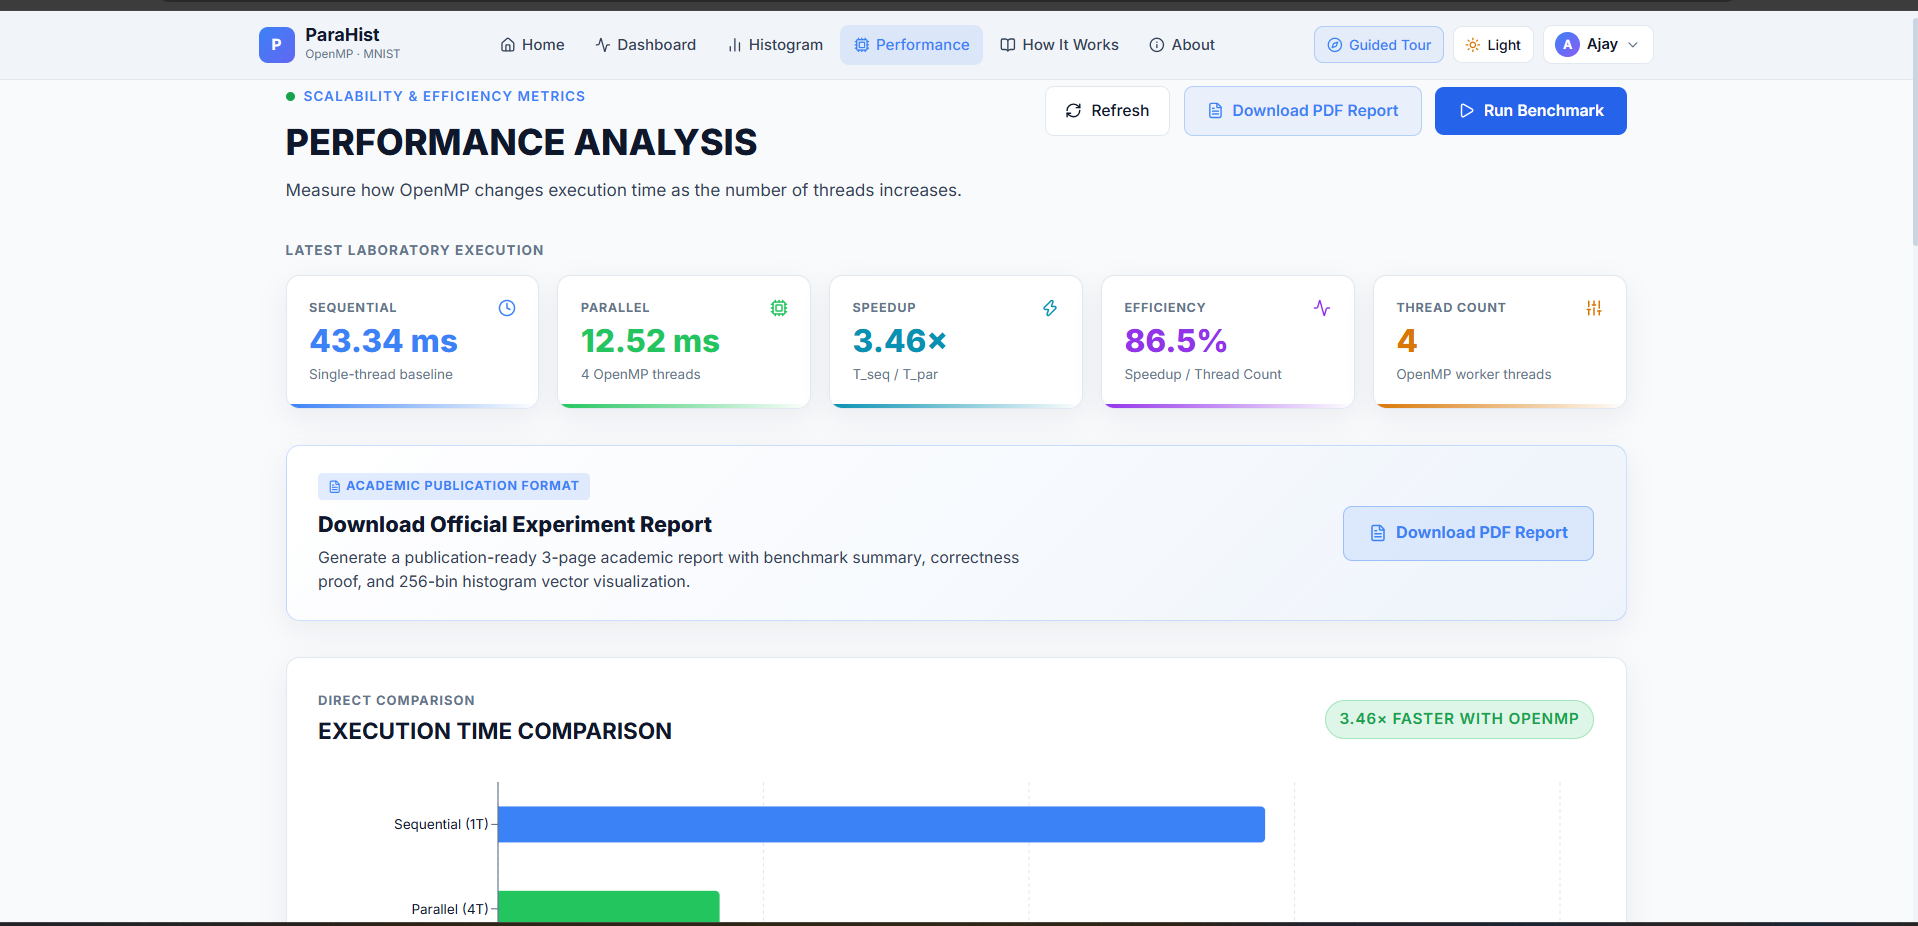 P
ParaHist
OpenMP · MNIST
Home
Dashboard
Histogram
Performance
How It Works
About
Guided Tour
Light
A
Ajay
SCALABILITY & EFFICIENCY METRICS
PERFORMANCE ANALYSIS
Measure how OpenMP changes execution time as the number of threads increases.
Refresh
Download PDF Report
Run Benchmark
LATEST LABORATORY EXECUTION
SEQUENTIAL
43.34 ms
Single-thread baseline
PARALLEL
12.52 ms
4 OpenMP threads
SPEEDUP
3.46×
T_seq / T_par
EFFICIENCY
86.5%
Speedup / Thread Count
THREAD COUNT
4
OpenMP worker threads
ACADEMIC PUBLICATION FORMAT
Download Official Experiment Report
Generate a publication-ready 3-page academic report with benchmark summary, correctness
proof, and 256-bin histogram vector visualization.
Download PDF Report
DIRECT COMPARISON
EXECUTION TIME COMPARISON
3.46× FASTER WITH OPENMP
Sequential (1T)
Parallel (4T)